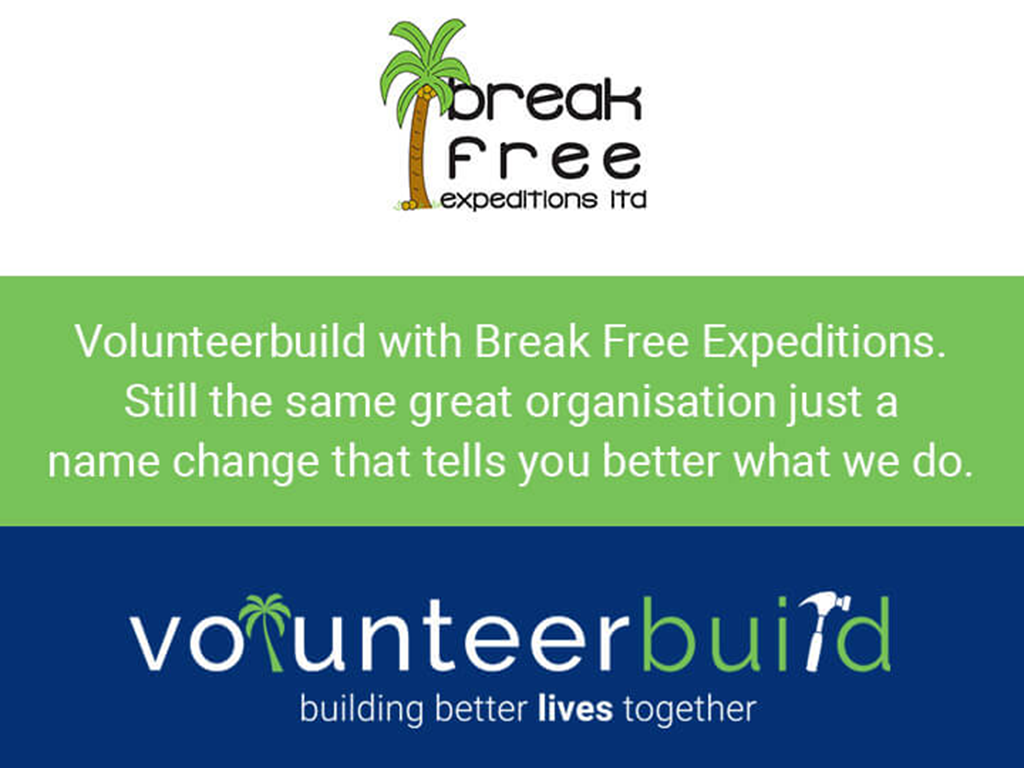 break
free
expeditions ltd
Volunteerbuild with Break Free Expeditions.
Still the same great organisation just a
name change that tells you better what we do.
volunteerbuild
building better lives together